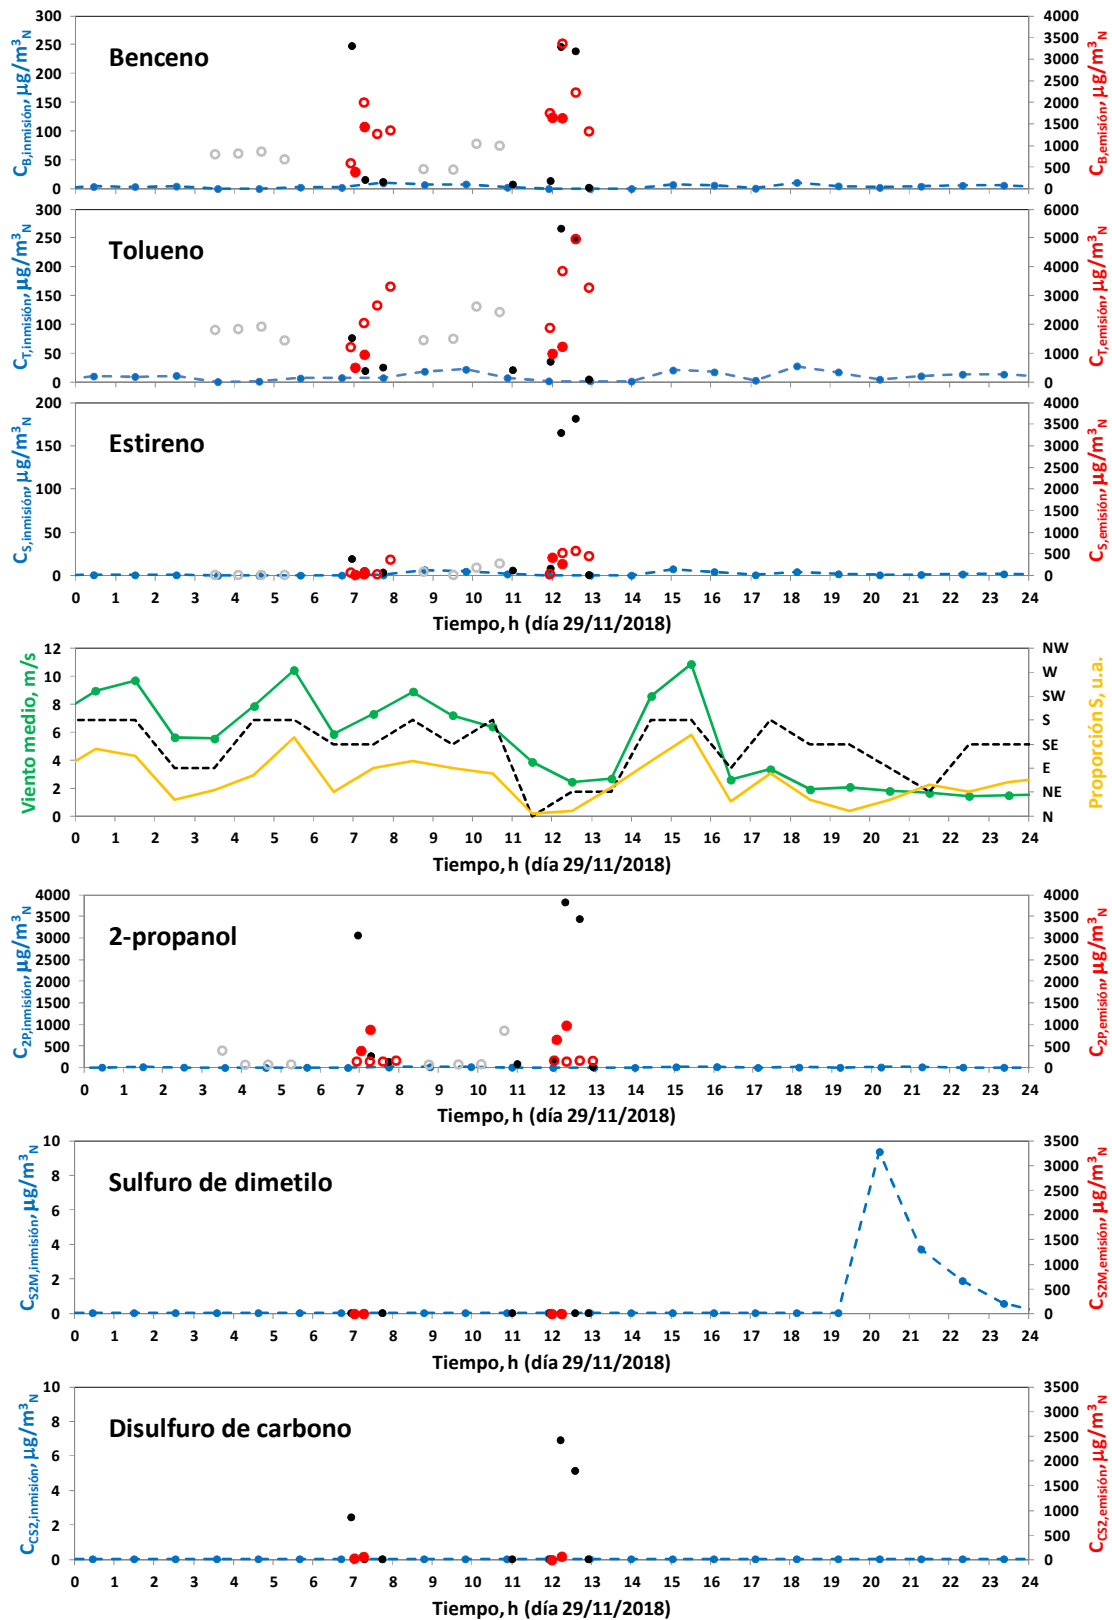 Benceno
C_B,inmisión, µg/m³N
300
250
200
150
100
50
0
4000
3500
3000
2500
2000
1500
1000
500
0
C_B,emisión, µg/m³N
Tolueno
C_T,inmisión, µg/m³N
300
250
200
150
100
50
0
6000
5000
4000
3000
2000
1000
0
C_T,emisión, µg/m³N
Estireno
C_S,inmisión, µg/m³N
200
150
100
50
0
4000
3500
3000
2500
2000
1500
1000
500
0
C_S,emisión, µg/m³N
0 1 2 3 4 5 6 7 8 9 10 11 12 13 14 15 16 17 18 19 20 21 22 23 24
Tiempo, h (día 29/11/2018)
Viento medio, m/s
12
10
8
6
4
2
0
NW
W
SW
S
SE
E
NE
N
Proporción S, u.a.
0 1 2 3 4 5 6 7 8 9 10 11 12 13 14 15 16 17 18 19 20 21 22 23 24
Tiempo, h (día 29/11/2018)
2-propanol
C_2P,inmisión, µg/m³N
4000
3500
3000
2500
2000
1500
1000
500
0
4000
3500
3000
2500
2000
1500
1000
500
0
C_2P,emisión, µg/m³N
0 1 2 3 4 5 6 7 8 9 10 11 12 13 14 15 16 17 18 19 20 21 22 23 24
Tiempo, h (día 29/11/2018)
Sulfuro de dimetilo
C_S2M,inmisión, µg/m³N
10
8
6
4
2
0
3500
3000
2500
2000
1500
1000
500
0
C_S2M,emisión, µg/m³N
0 1 2 3 4 5 6 7 8 9 10 11 12 13 14 15 16 17 18 19 20 21 22 23 24
Tiempo, h (día 29/11/2018)
Disulfuro de carbono
C_CS2,inmisión, µg/m³N
10
8
6
4
2
0
3500
3000
2500
2000
1500
1000
500
0
C_CS2,emisión, µg/m³N
0 1 2 3 4 5 6 7 8 9 10 11 12 13 14 15 16 17 18 19 20 21 22 23 24
Tiempo, h (día 29/11/2018)